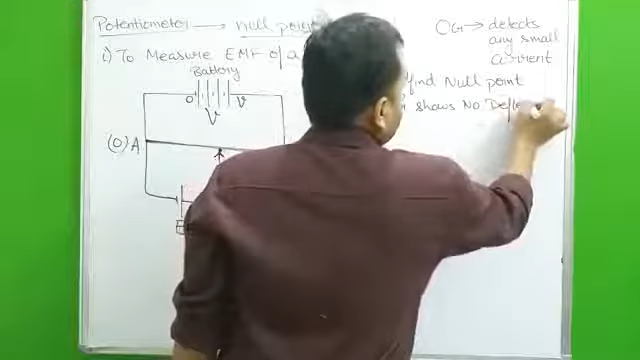 Potentiometer → Null point
i) To Measure EMF of a
Battery
0
V
V
(0) A
G → detects
any small
current
find Null point
shows No Defle